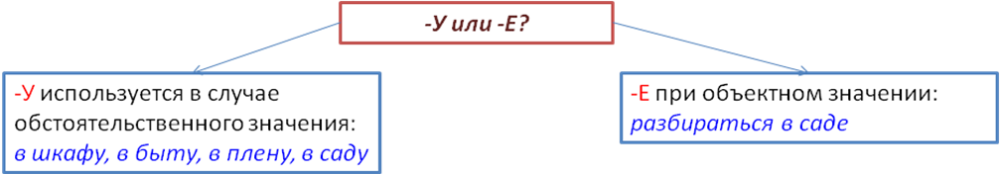 -У или -Е?
-У используется в случае
обстоятельственного значения:
в шкафу, в быту, в плену, в саду
-Е при объектном значении:
разбираться в саде